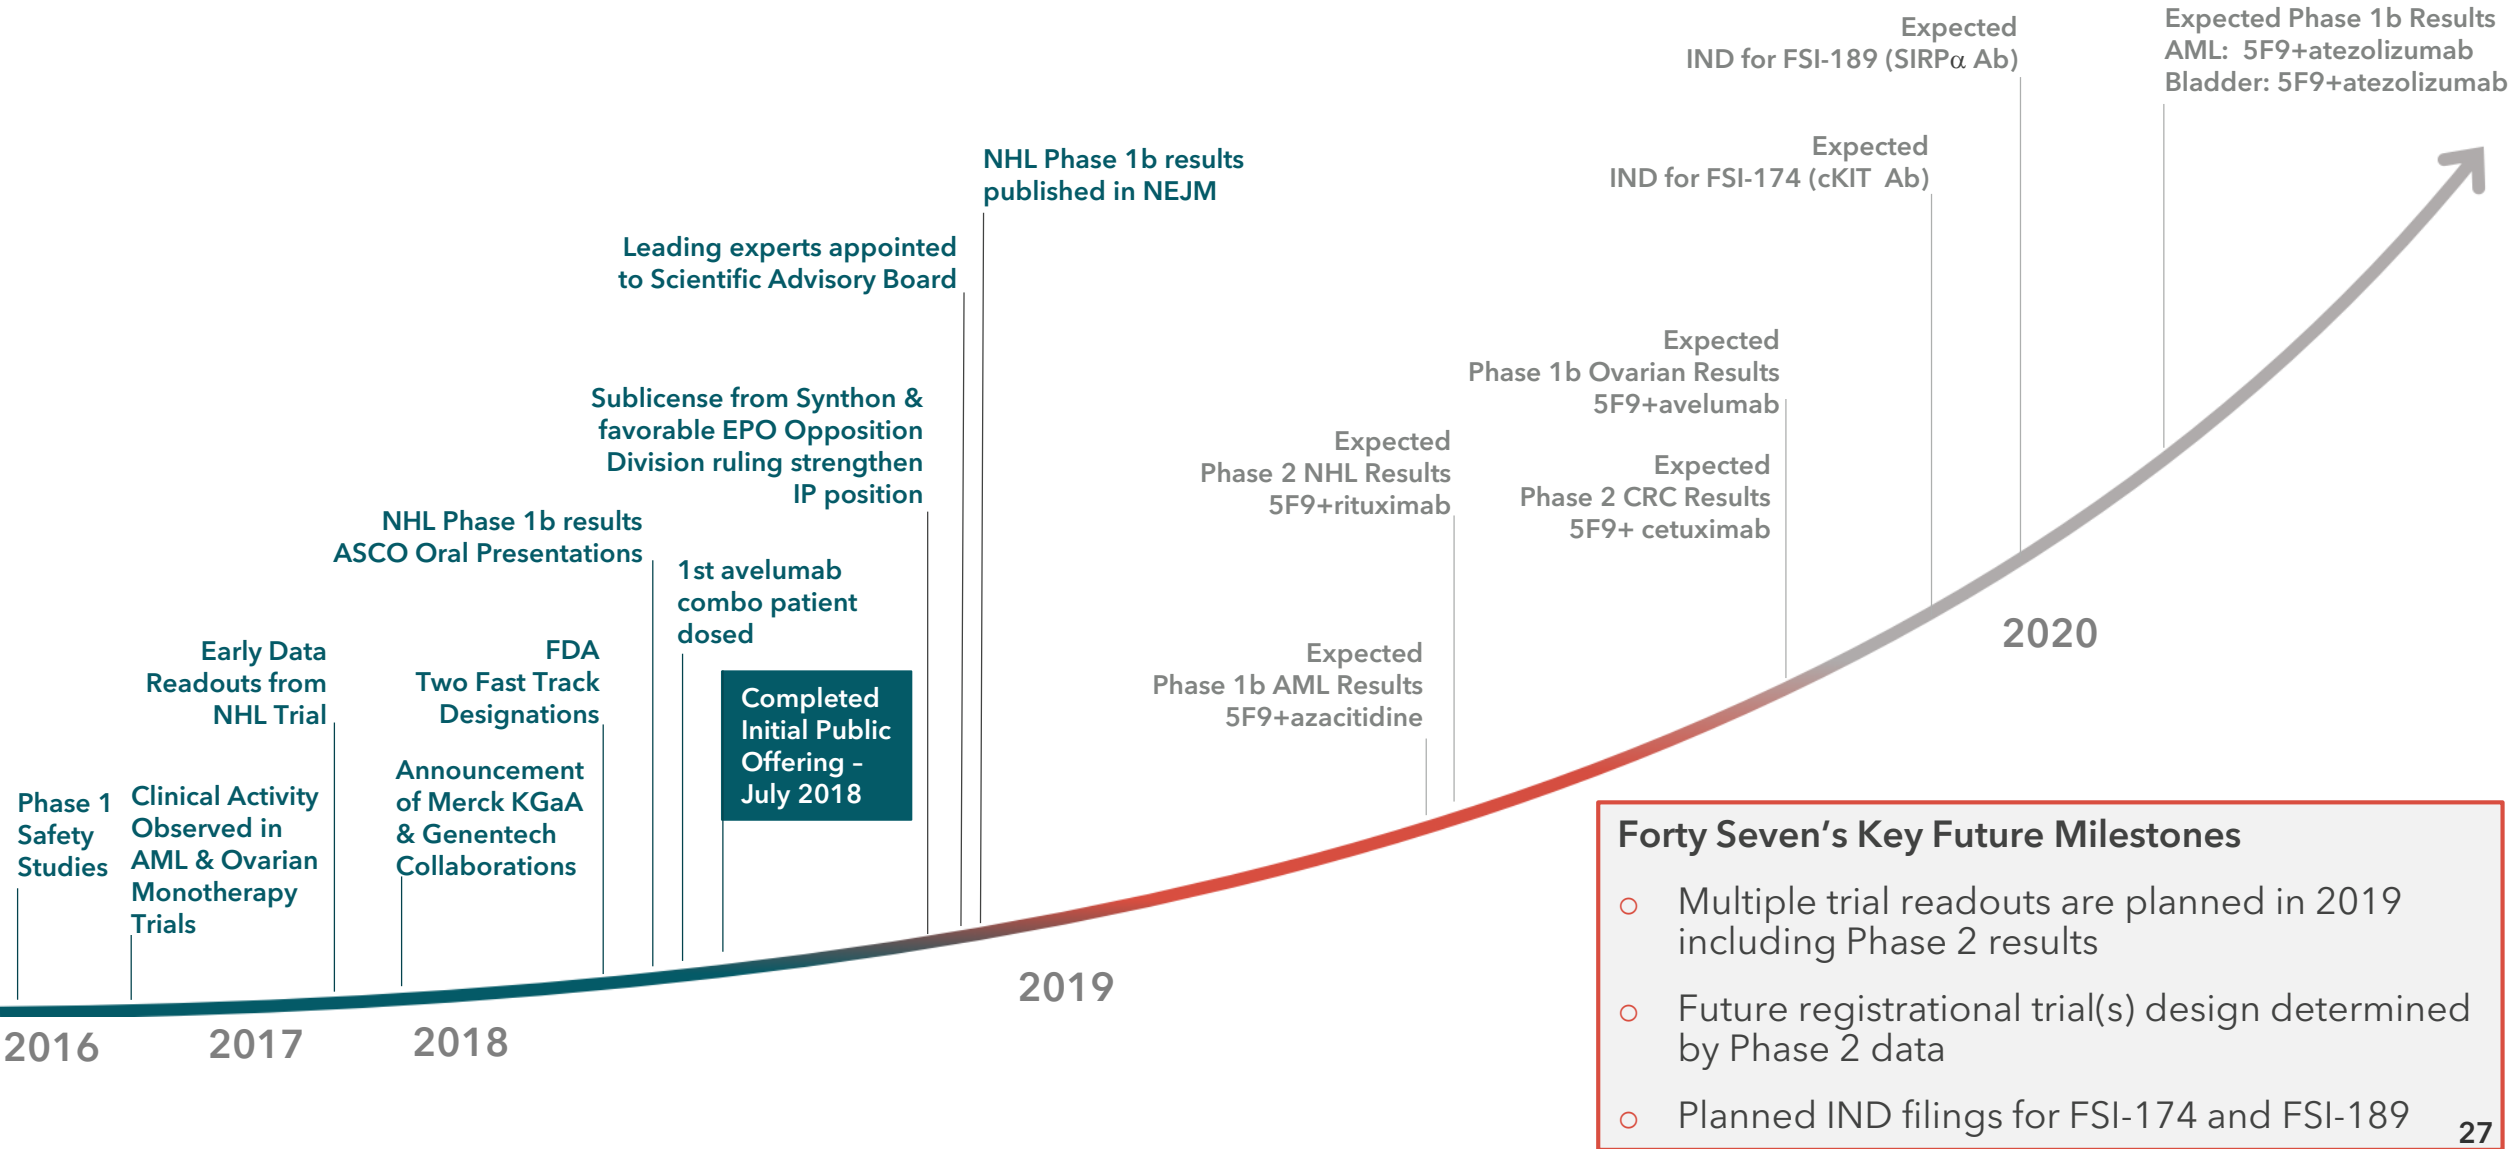 Phase 1
Safety
Studies
Clinical Activity
Observed in
AML & Ovarian
Monotherapy
Trials
Early Data
Readouts from
NHL Trial
Announcement
of Merck KGaA
& Genentech
Collaborations
FDA
Two Fast Track
Designations
NHL Phase 1b results
ASCO Oral Presentations
1st avelumab
combo patient
dosed
Completed
Initial Public
Offering –
July 2018
Sublicense from Synthon &
favorable EPO Opposition
Division ruling strengthen
IP position
Leading experts appointed
to Scientific Advisory Board
NHL Phase 1b results
published in NEJM
Expected
Phase 1b AML Results
5F9+azacitidine
Expected
Phase 2 NHL Results
5F9+rituximab
Expected
Phase 1b Ovarian Results
5F9+avelumab
Expected
Phase 2 CRC Results
5F9+ cetuximab
Expected
IND for FSI-174 (cKIT Ab)
Expected
IND for FSI-189 (SIRPα Ab)
Expected Phase 1b Results
AML: 5F9+atezolizumab
Bladder: 5F9+atezolizumab
2016
2017
2018
2019
2020
Forty Seven’s Key Future Milestones
o Multiple trial readouts are planned in 2019
including Phase 2 results
o Future registrational trial(s) design determined
by Phase 2 data
o Planned IND filings for FSI-174 and FSI-189
27